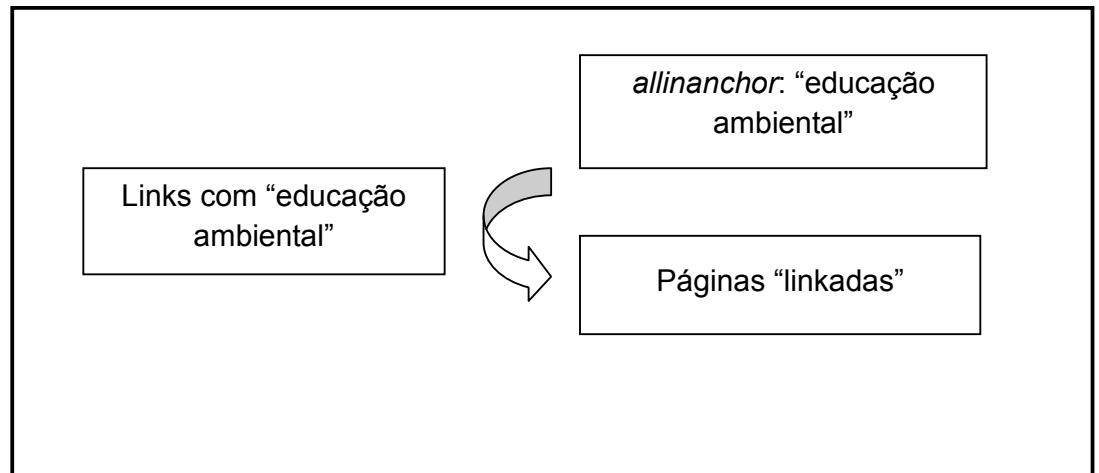 allinanchor: “educação
ambiental”
Links com “educação
ambiental”
Páginas “linkadas”